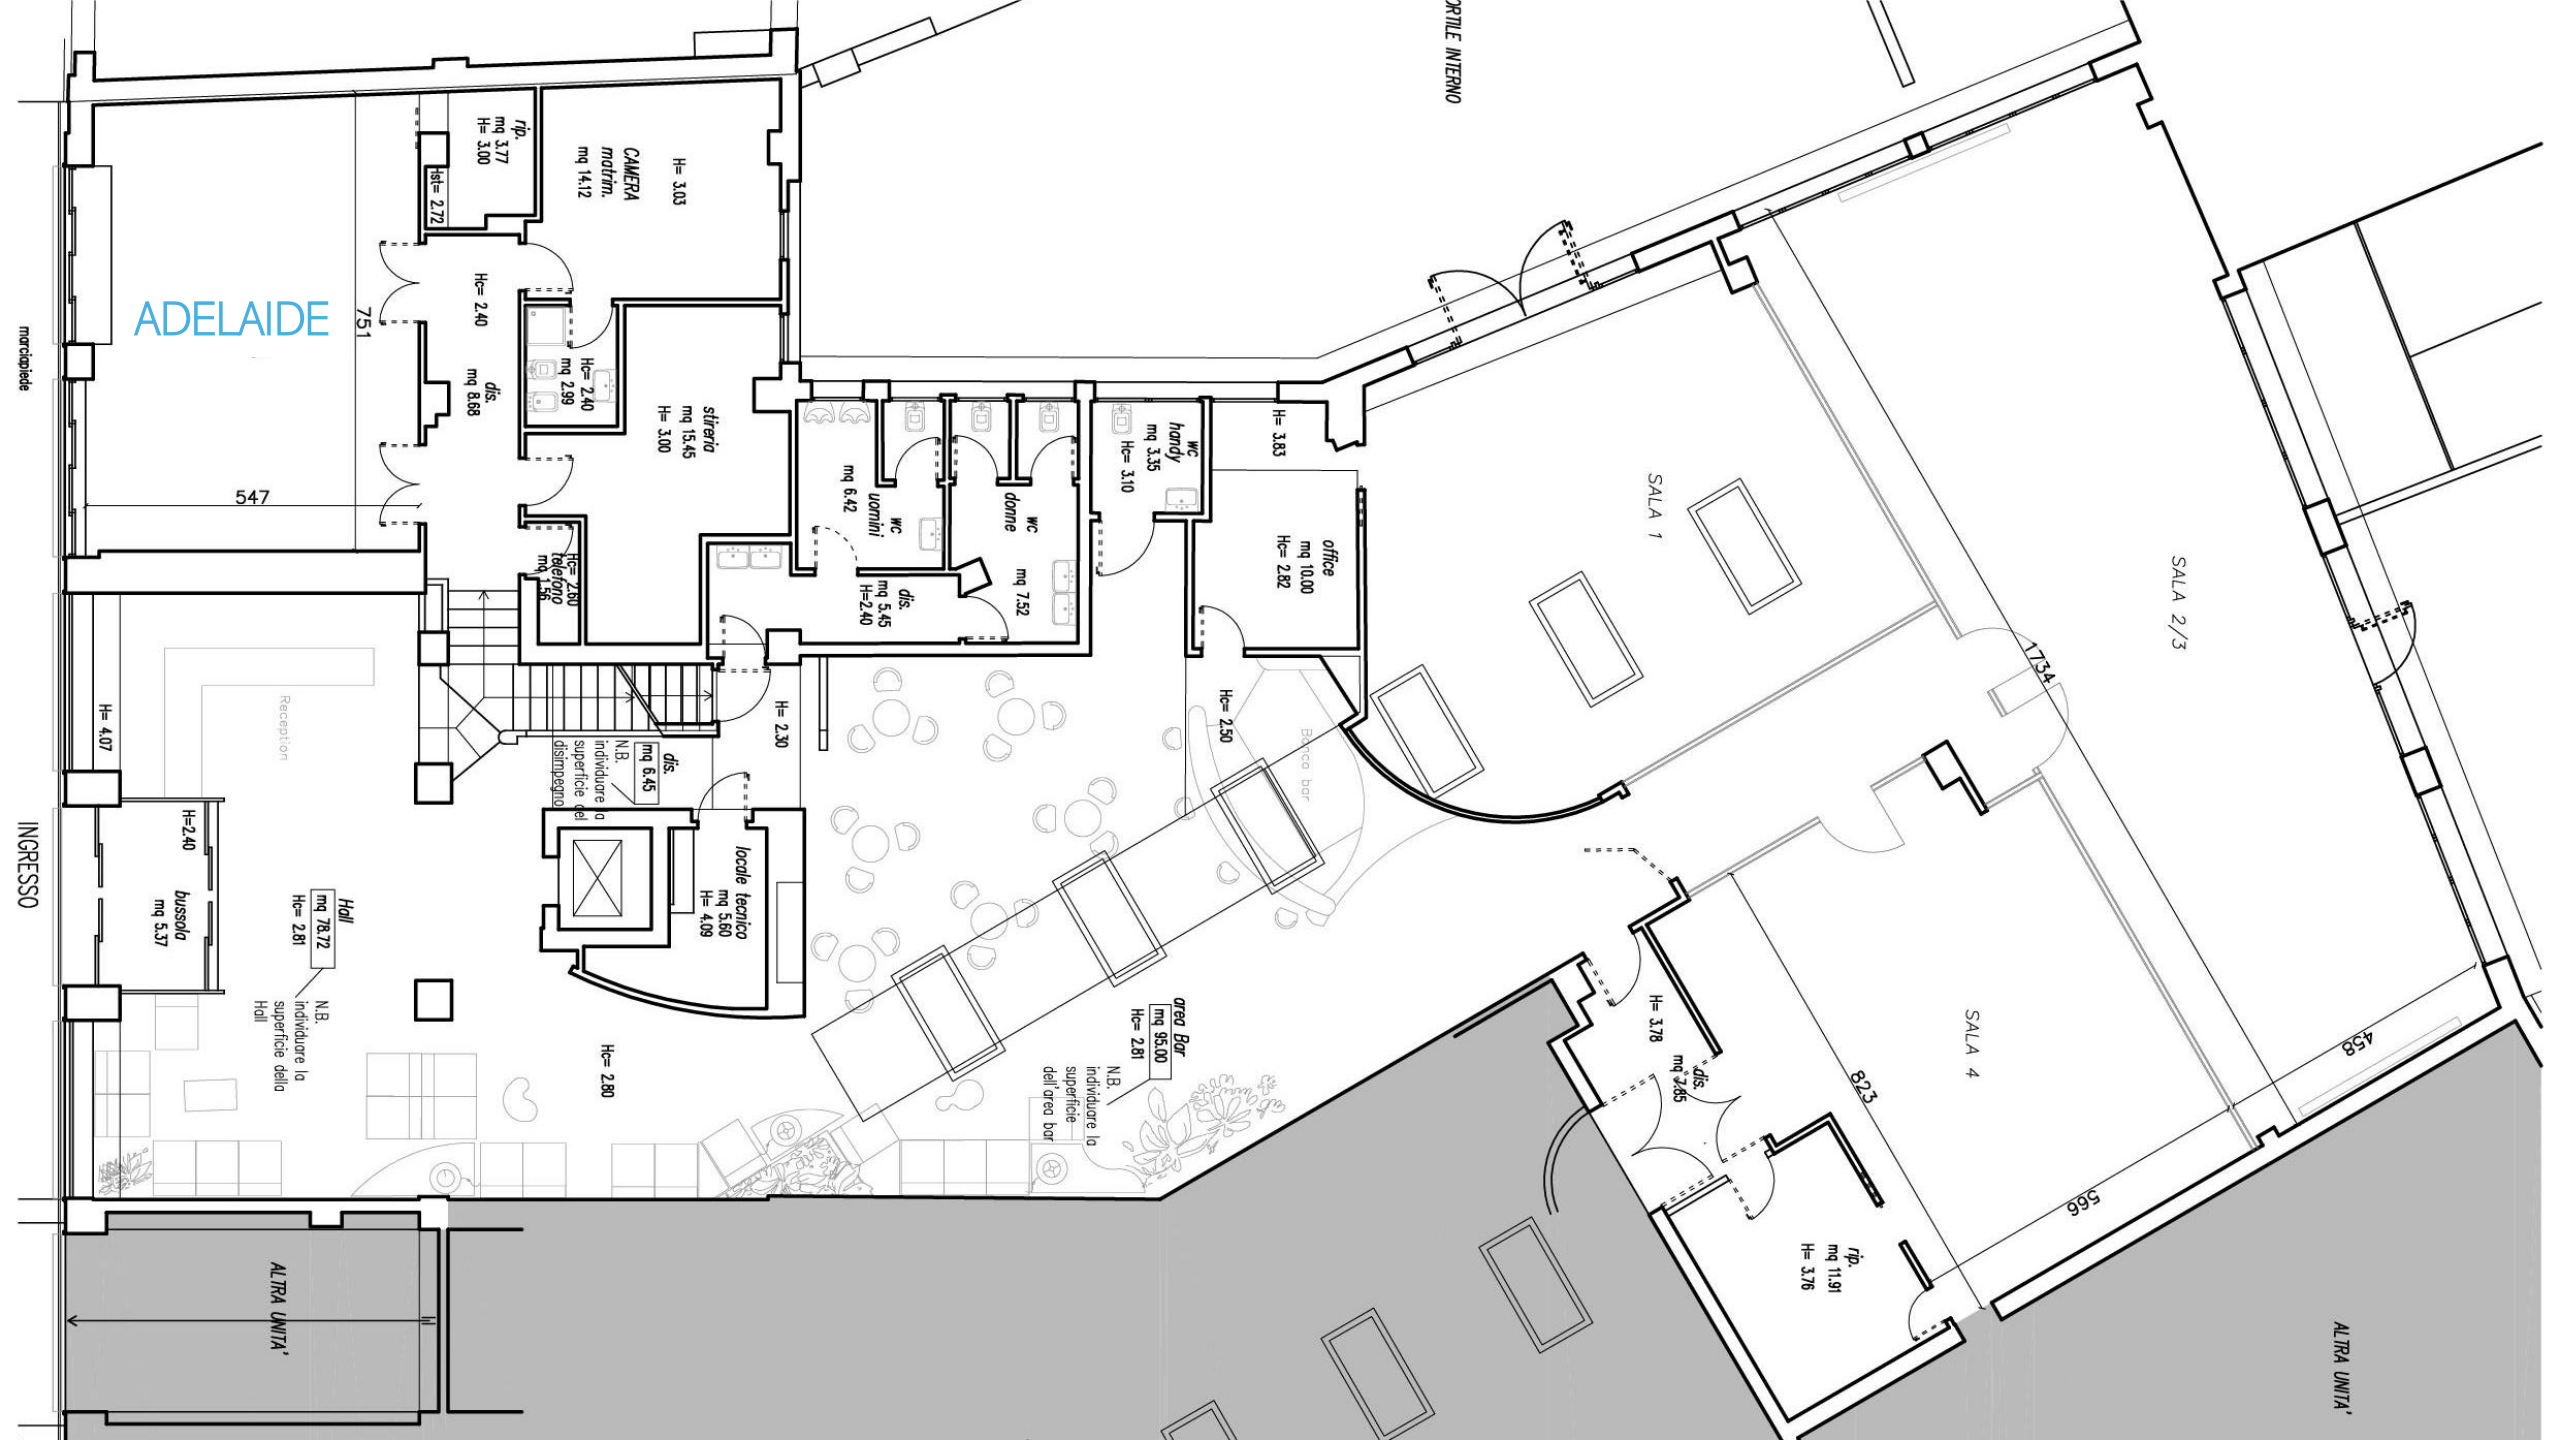 CORTILE INTERNO
rip.
mq 3.77
H= 3.00
Hst= 2.72
CAMERA
matrim.
mq 14.12
H= 3.03
ADELAIDE
751
547
marciapiede
Hc= 2.40
dis.
mq 8.68
Hc= 2.40
mq 2.99
stireria
mq 15.45
H= 3.00
Hc= 2.60
telefono
mq 1.56
wc
uomini
mq 6.42
wc
donne
mq 7.52
dis.
mq 5.45
H=2.40
wc
handy
mq 3.35
Hc= 3.10
H= 3.83
office
mq 10.00
Hc= 2.82
SALA 1
SALA 2/3
1734
Reception
H= 4.07
INGRESSO
H=2.40
bussola
mq 5.37
Hall
mq 78.72
Hc= 2.81
N.B.
individuare la
superficie della
Hall
dis.
mq 6.45
N.B.
individuare la
superficie del
disimpegno
H= 2.30
locale tecnico
mq 5.60
H= 4.09
Hc= 2.80
Hc= 2.50
Banco bar
area Bar
mq 95.00
Hc= 2.81
N.B.
individuare la
superficie
dell'area bar
H= 3.78
dis.
mq 7.85
SALA 4
823
458
566
rip.
mq 11.91
H= 3.76
ALTRA UNITA'
ALTRA UNITA'